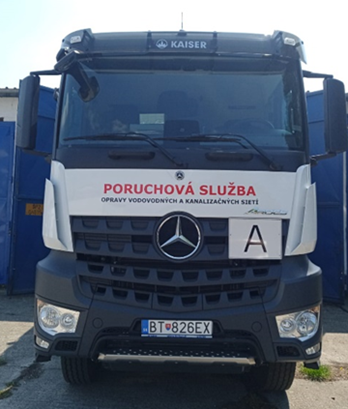 KAISER
PORUCHOVÁ SLUŽBA
OPRAVY VODOVODNÝCH A KANALIZAČNÝCH SIETÍ
A
BT 826EX